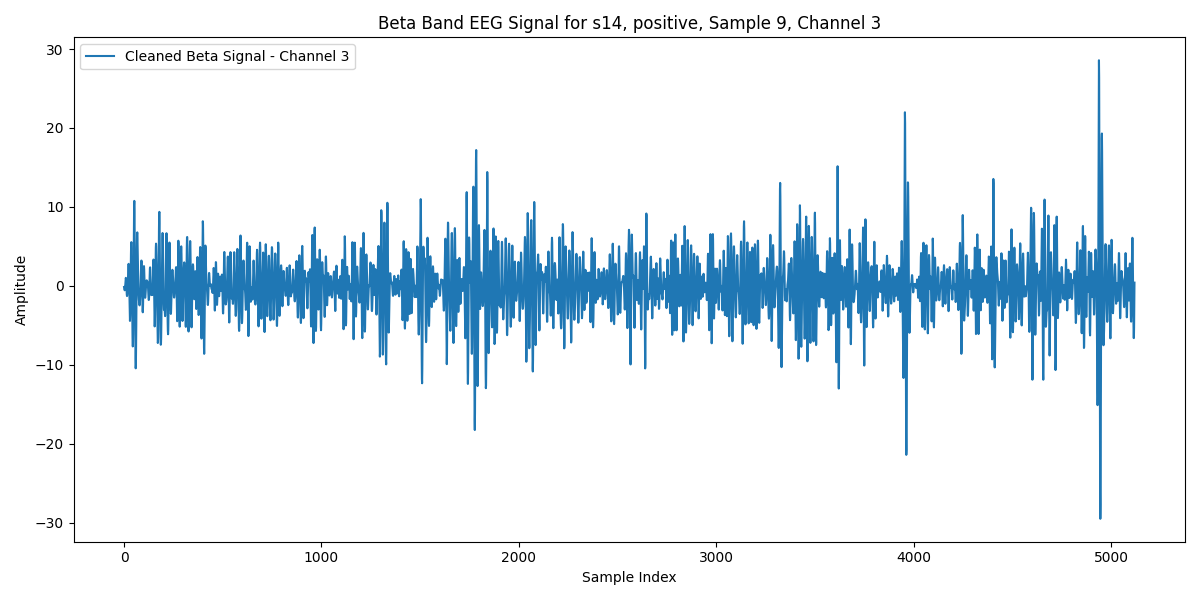 Beta Band EEG Signal for s14, positive, Sample 9, Channel 3
Cleaned Beta Signal - Channel 3
Amplitude
30
20
10
0
−10
−20
−30
0 1000 2000 3000 4000 5000
Sample Index